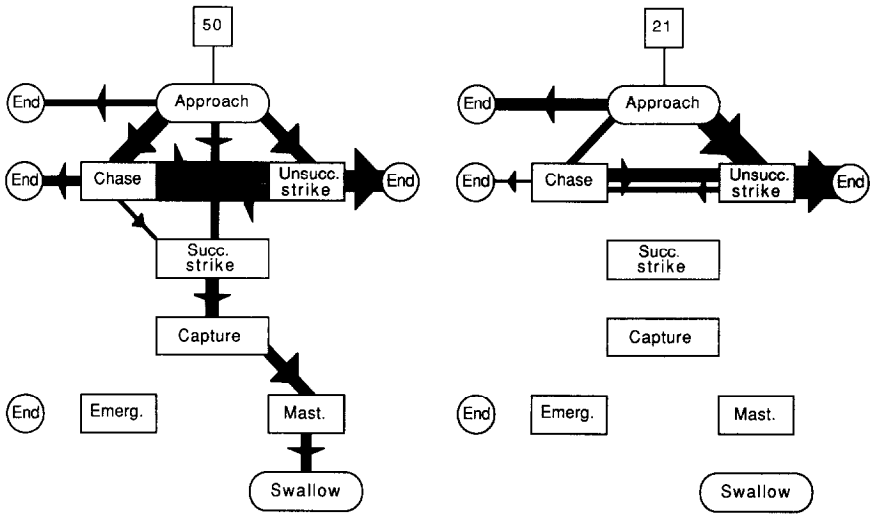 50
End
Approach
End
Chase
Unsucc.
strike
End
Succ.
strike
Capture
End
Emerg.
Mast.
Swallow
21
End
Approach
End
Chase
Unsucc.
strike
End
Succ.
strike
Capture
End
Emerg.
Mast.
Swallow